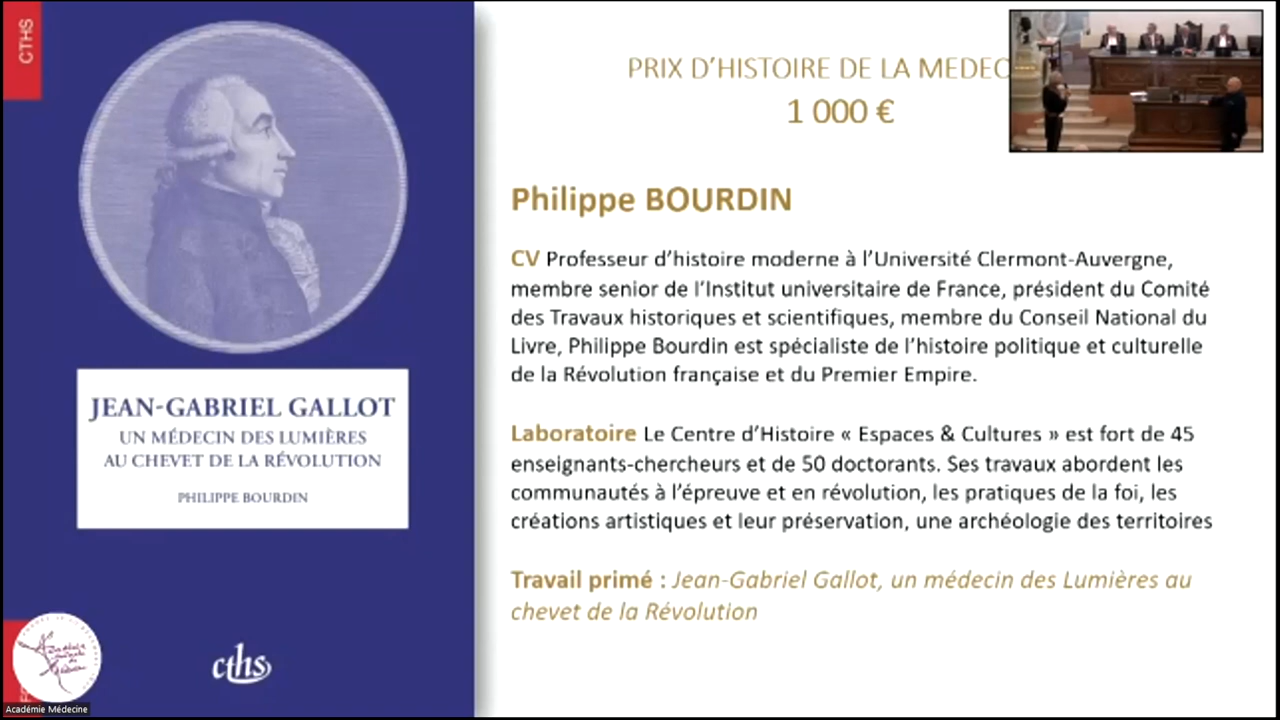 CTHS
JEAN-GABRIEL GALLOT
UN MÉDECIN DES LUMIÈRES
AU CHEVET DE LA RÉVOLUTION
PHILIPPE BOURDIN
cths
Académie Médecine
PRIX D'HISTOIRE DE LA MEDEC
1 000 €
Philippe BOURDIN
CV Professeur d'histoire moderne à l'Université Clermont-Auvergne,
membre senior de l'Institut universitaire de France, président du Comité
des Travaux historiques et scientifiques, membre du Conseil National du
Livre, Philippe Bourdin est spécialiste de l'histoire politique et culturelle
de la Révolution française et du Premier Empire.
Laboratoire Le Centre d'Histoire « Espaces & Cultures » est fort de 45
enseignants-chercheurs et de 50 doctorants. Ses travaux abordent les
communautés à l'épreuve et en révolution, les pratiques de la foi, les
créations artistiques et leur préservation, une archéologie des territoires
Travail primé : Jean-Gabriel Gallot, un médecin des Lumières au
chevet de la Révolution